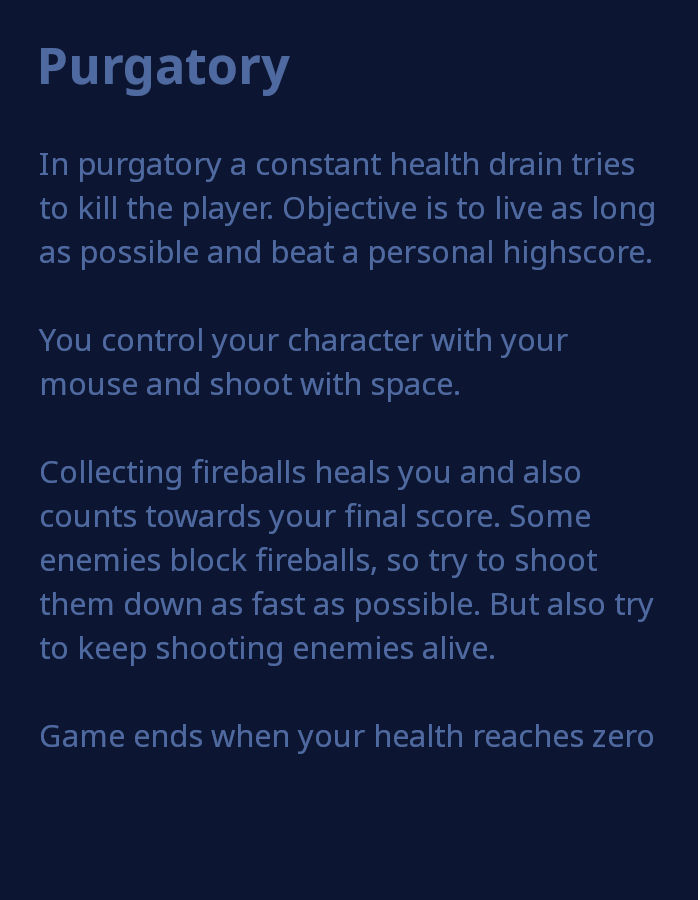 Purgatory
In purgatory a constant health drain tries
to kill the player. Objective is to live as long
as possible and beat a personal highscore.
You control your character with your
mouse and shoot with space.
Collecting fireballs heals you and also
counts towards your final score. Some
enemies block fireballs, so try to shoot
them down as fast as possible. But also try
to keep shooting enemies alive.
Game ends when your health reaches zero